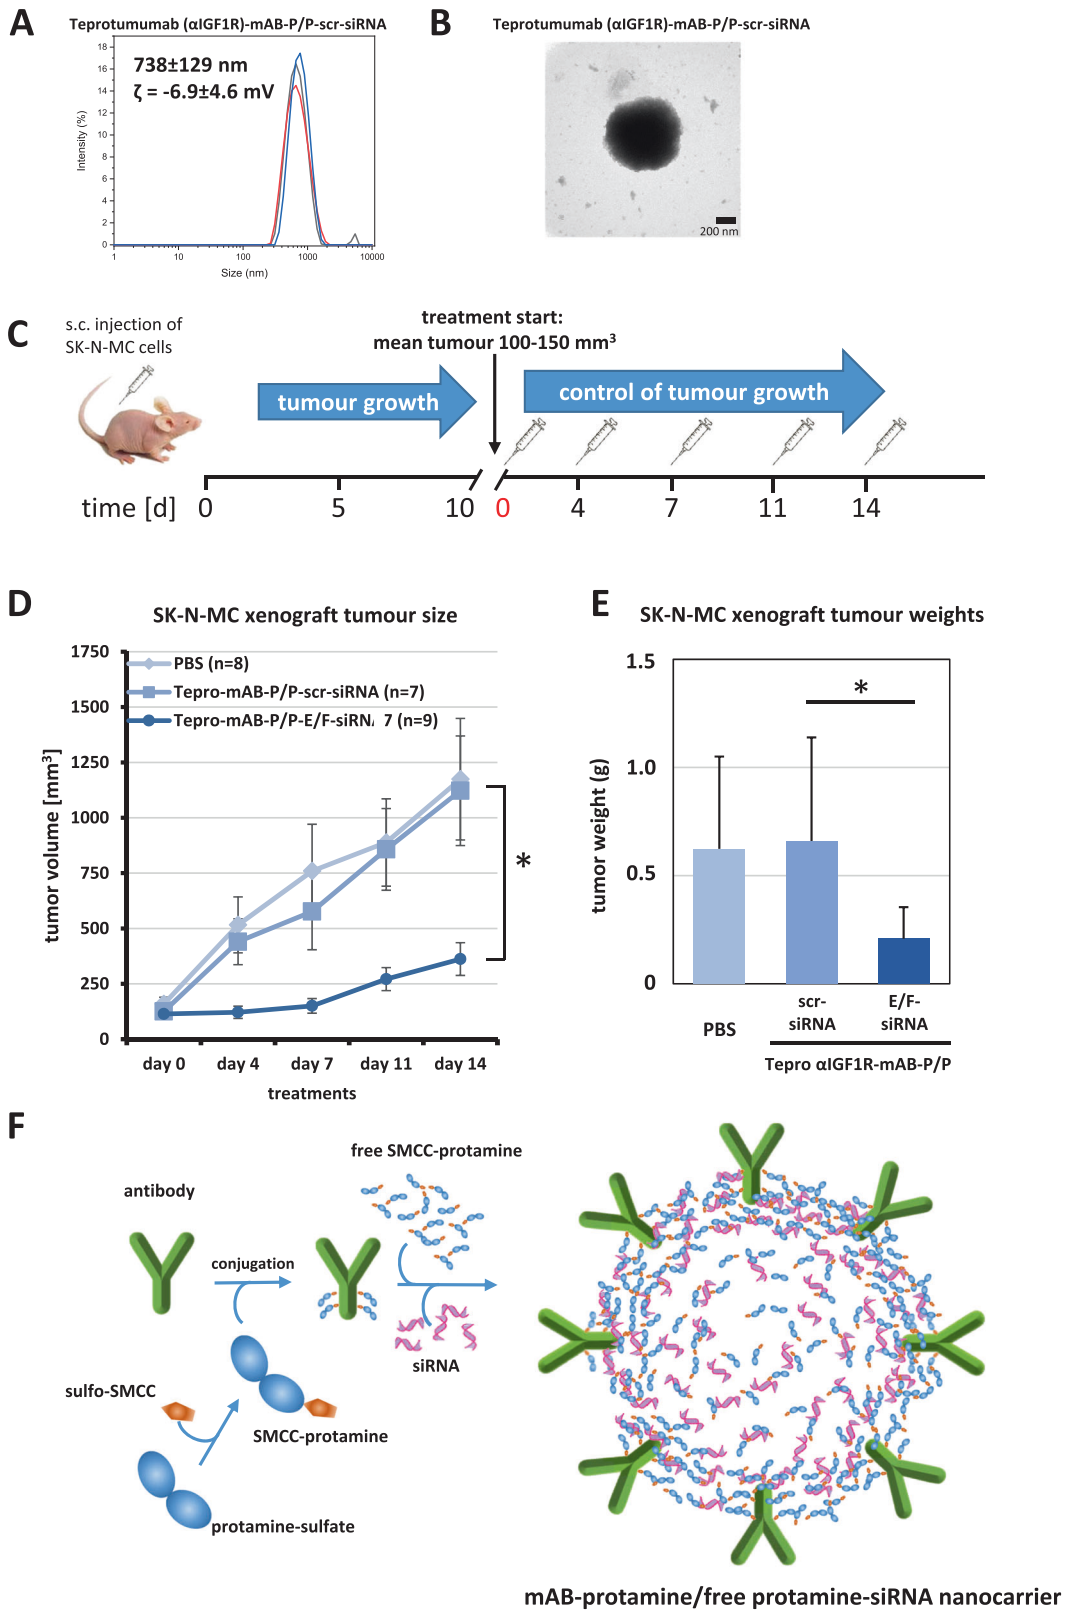 A
Teprotumumab (αIGF1R)-mAB-P/P-scr-siRNA
738±129 nm
ζ = -6.9±4.6 mV
Intensity (%)
18
16
14
12
10
8
6
4
2
0
1 10 100 1000 10000
Size (nm)
B
Teprotumumab (αIGF1R)-mAB-P/P-scr-siRNA
200 nm
C
s.c. injection of
SK-N-MC cells
treatment start:
mean tumour 100-150 mm³
tumour growth
control of tumour growth
time [d] 0 5 10 0 4 7 11 14
D
SK-N-MC xenograft tumour size
PBS (n=8)
Tepro-mAB-P/P-scr-siRNA (n=7)
Tepro-mAB-P/P-E/F-siRNA 7 (n=9)
tumor volume [mm³]
1750
1500
1250
1000
750
500
250
0
*
day 0 day 4 day 7 day 11 day 14
treatments
E
SK-N-MC xenograft tumour weights
tumor weight (g)
1.5
1.0
0.5
0
*
PBS
scr-
siRNA
E/F-
siRNA
Tepro αIGF1R-mAB-P/P
F
antibody
conjugation
free SMCC-protamine
siRNA
sulfo-SMCC
SMCC-protamine
protamine-sulfate
mAB-protamine/free protamine-siRNA nanocarrier